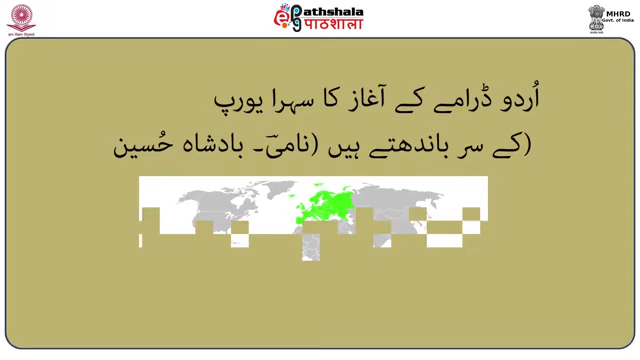 ePathshala
पाठशाला
MHRD
Govt. of India
اُردو ڈرامے کے آغاز کا سہرا یورپ
کے سر باندھتے ہیں (نامیؔ۔ بادشاہ حُسین)